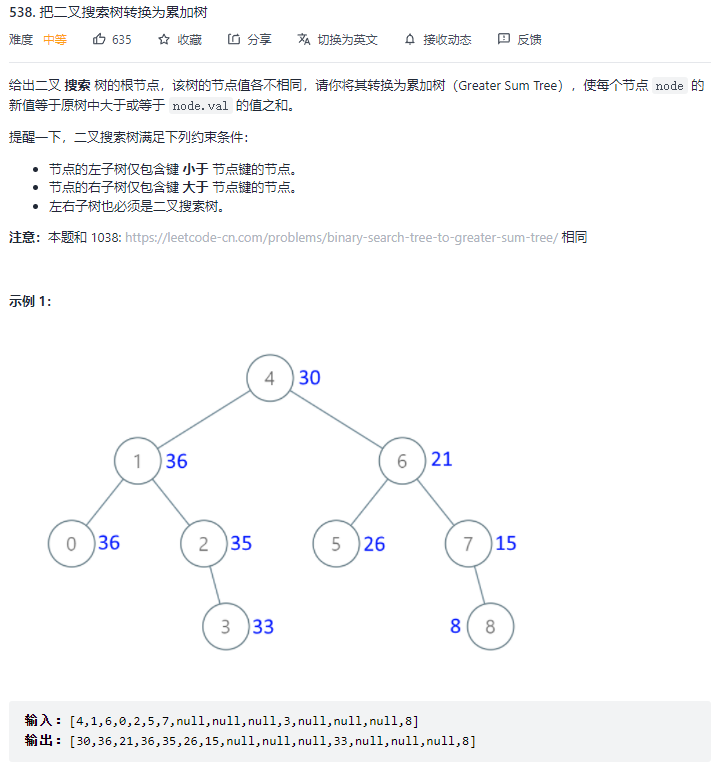 538. 把二叉搜索树转换为累加树
难度 中等 635 收藏 分享 切换为英文 接收动态 反馈
给出二叉 搜索 树的根节点，该树的节点值各不相同，请你将其转换为累加树（Greater Sum Tree），使每个节点 node 的
新值等于原树中大于或等于 node.val 的值之和。
提醒一下，二叉搜索树满足下列约束条件：
• 节点的左子树仅包含键 小于 节点键的节点。
• 节点的右子树仅包含键 大于 节点键的节点。
• 左右子树也必须是二叉搜索树。
注意：本题和 1038: https://leetcode-cn.com/problems/binary-search-tree-to-greater-sum-tree/ 相同
示例 1：
4 30
1 36 6 21
0 36 2 35 5 26 7 15
3 33 8 8
输入：[4,1,6,0,2,5,7,null,null,null,3,null,null,null,8]
输出：[30,36,21,36,35,26,15,null,null,null,33,null,null,null,8]